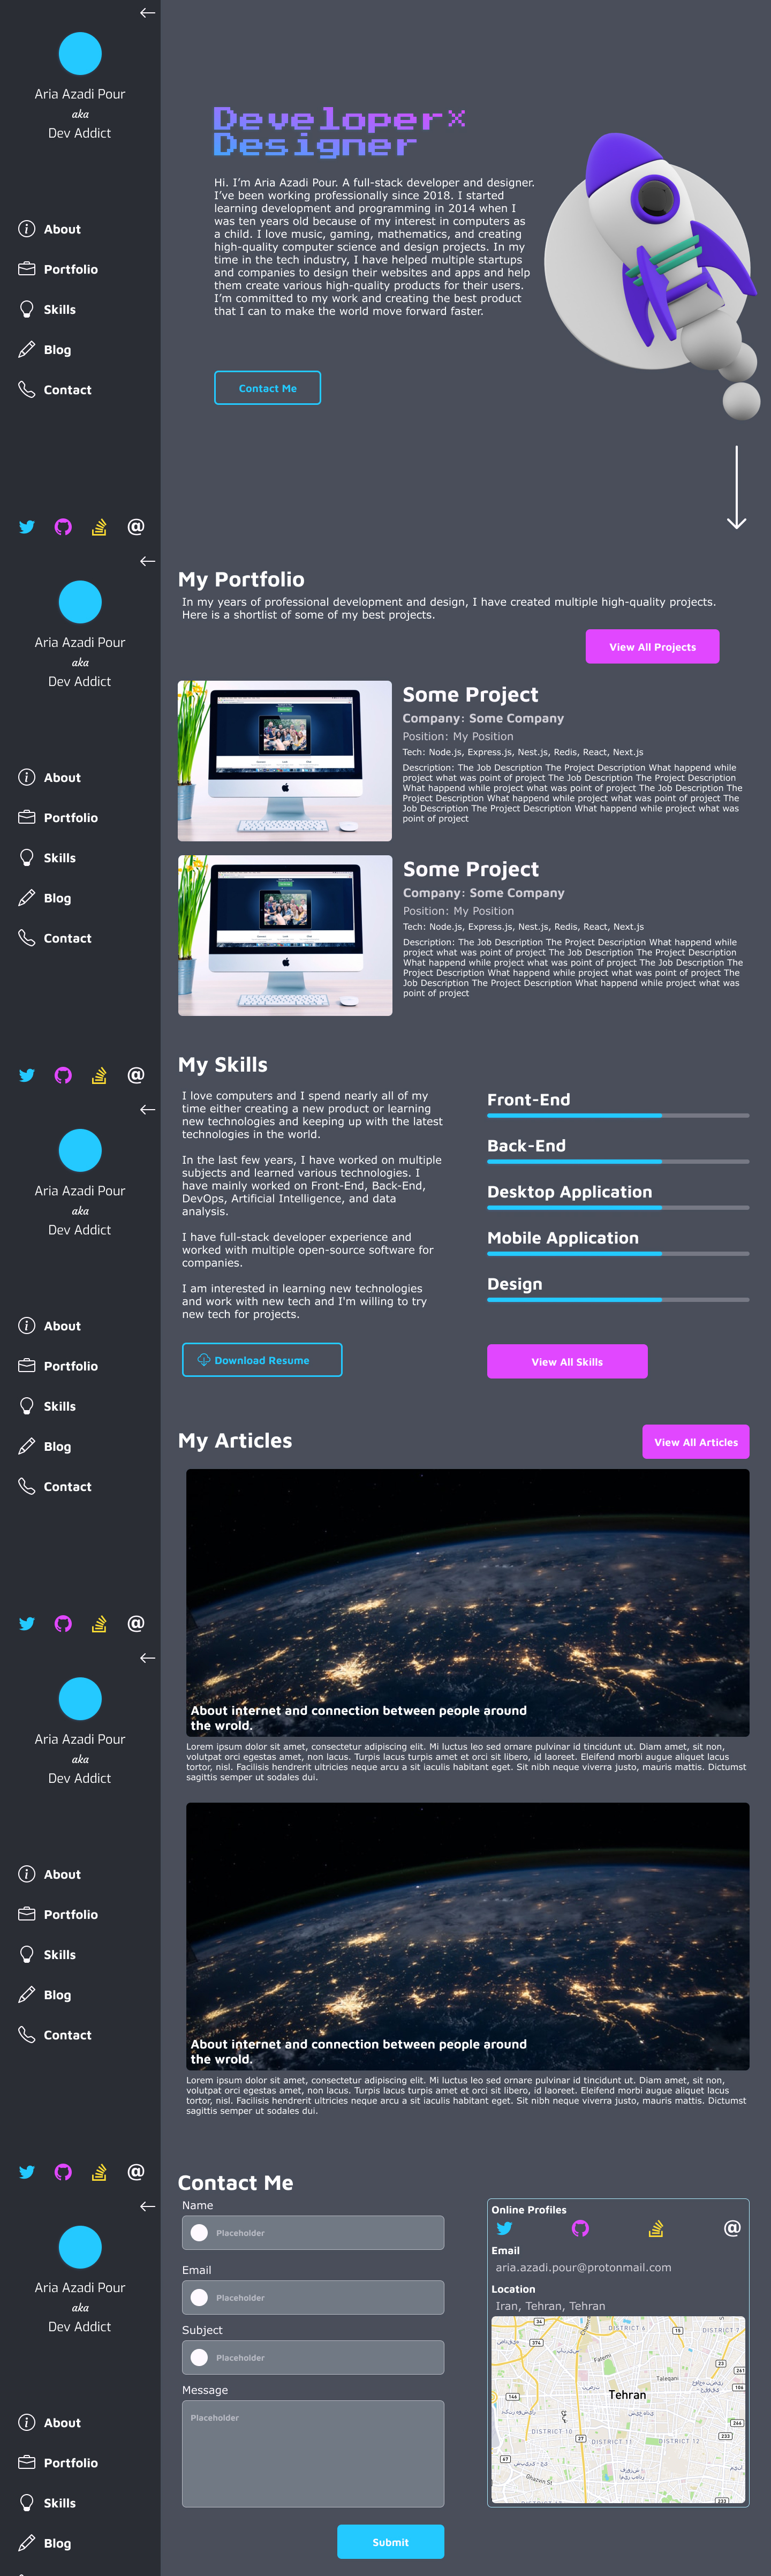 Aria Azadi Pour
aka
Dev Addict
About
Portfolio
Skills
Blog
Contact
@
Developer×
Designer
Hi. I'm Aria Azadi Pour. A full-stack developer and designer.
I've been working professionally since 2018. I started
learning development and programming in 2014 when I
was ten years old because of my interest in computers as
a child. I love music, gaming, mathematics, and creating
high-quality computer science and design projects. In my
time in the tech industry, I have helped multiple startups
and companies to design their websites and apps and help
them create various high-quality products for their users.
I'm committed to my work and creating the best product
that I can to make the world move forward faster.
Contact Me
Aria Azadi Pour
aka
Dev Addict
About
Portfolio
Skills
Blog
Contact
@
My Portfolio
In my years of professional development and design, I have created multiple high-quality projects.
Here is a shortlist of some of my best projects.
View All Projects
Some Project
Company: Some Company
Position: My Position
Tech: Node.js, Express.js, Nest.js, Redis, React, Next.js
Description: The Job Description The Project Description What happend while
project what was point of project The Job Description The Project Description
What happend while project what was point of project The Job Description The
Project Description What happend while project what was point of project The
Job Description The Project Description What happend while project what was
point of project
Some Project
Company: Some Company
Position: My Position
Tech: Node.js, Express.js, Nest.js, Redis, React, Next.js
Description: The Job Description The Project Description What happend while
project what was point of project The Job Description The Project Description
What happend while project what was point of project The Job Description The
Project Description What happend while project what was point of project The
Job Description The Project Description What happend while project what was
point of project
Aria Azadi Pour
aka
Dev Addict
About
Portfolio
Skills
Blog
Contact
@
My Skills
I love computers and I spend nearly all of my
time either creating a new product or learning
new technologies and keeping up with the latest
technologies in the world.
In the last few years, I have worked on multiple
subjects and learned various technologies. I
have mainly worked on Front-End, Back-End,
DevOps, Artificial Intelligence, and data
analysis.
I have full-stack developer experience and
worked with multiple open-source software for
companies.
I am interested in learning new technologies
and work with new tech and I'm willing to try
new tech for projects.
Download Resume
Front-End
Back-End
Desktop Application
Mobile Application
Design
View All Skills
My Articles
View All Articles
About internet and connection between people around
the wrold.
Lorem ipsum dolor sit amet, consectetur adipiscing elit. Mi luctus leo sed ornare pulvinar id tincidunt ut. Diam amet, sit non,
volutpat orci egestas amet, non lacus. Turpis lacus turpis amet et orci sit libero, id laoreet. Eleifend morbi augue aliquet lacus
tortor, nisl. Facilisis hendrerit ultricies neque arcu a sit iaculis habitant eget. Sit nibh neque viverra justo, mauris mattis. Dictumst
sagittis semper ut sodales dui.
Aria Azadi Pour
aka
Dev Addict
About
Portfolio
Skills
Blog
Contact
@
About internet and connection between people around
the wrold.
Lorem ipsum dolor sit amet, consectetur adipiscing elit. Mi luctus leo sed ornare pulvinar id tincidunt ut. Diam amet, sit non,
volutpat orci egestas amet, non lacus. Turpis lacus turpis amet et orci sit libero, id laoreet. Eleifend morbi augue aliquet lacus
tortor, nisl. Facilisis hendrerit ultricies neque arcu a sit iaculis habitant eget. Sit nibh neque viverra justo, mauris mattis. Dictumst
sagittis semper ut sodales dui.
Aria Azadi Pour
aka
Dev Addict
About
Portfolio
Skills
Blog
Contact Me
Name
Placeholder
Email
Placeholder
Subject
Placeholder
Message
Placeholder
Submit
Online Profiles
@
Email
aria.azadi.pour@protonmail.com
Location
Iran, Tehran, Tehran
34
DISTRICT 6
15
DISTRICT 7
374
Fatemi
Taleqani
23
241
106
146
Tehran
266
DISTRICT 10
27
DISTRICT 11
DISTRICT 12
233
67
Qhazvin St
233